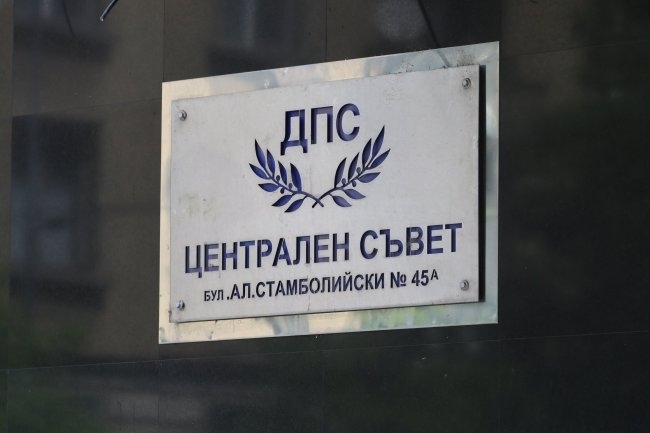 ДПС
ЦЕНТРАЛЕН СЪВЕТ
БУЛ.АЛ.СТАМБОЛИЙСКИ № 45А